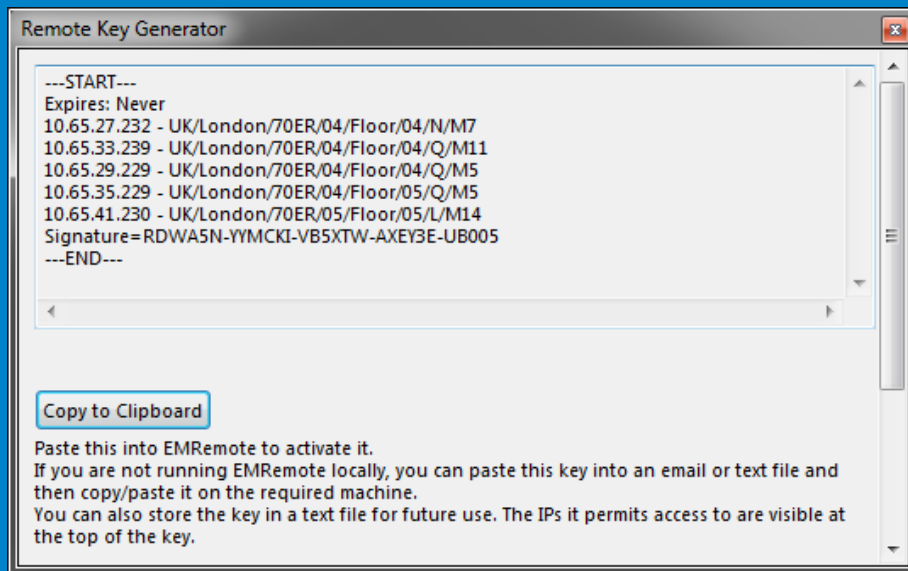 Remote Key Generator
---START---
Expires: Never
10.65.27.232 - UK/London/70ER/04/Floor/04/N/M7
10.65.33.239 - UK/London/70ER/04/Floor/04/Q/M11
10.65.29.229 - UK/London/70ER/04/Floor/04/Q/M5
10.65.35.229 - UK/London/70ER/04/Floor/05/Q/M5
10.65.41.230 - UK/London/70ER/05/Floor/05/L/M14
Signature=RDWA5N-YYMCKI-VB5XTW-AXEY3E-UB005
---END---
Copy to Clipboard
Paste this into EMRemote to activate it.
If you are not running EMRemote locally, you can paste this key into an email or text file and
then copy/paste it on the required machine.
You can also store the key in a text file for future use. The IPs it permits access to are visible at
the top of the key.